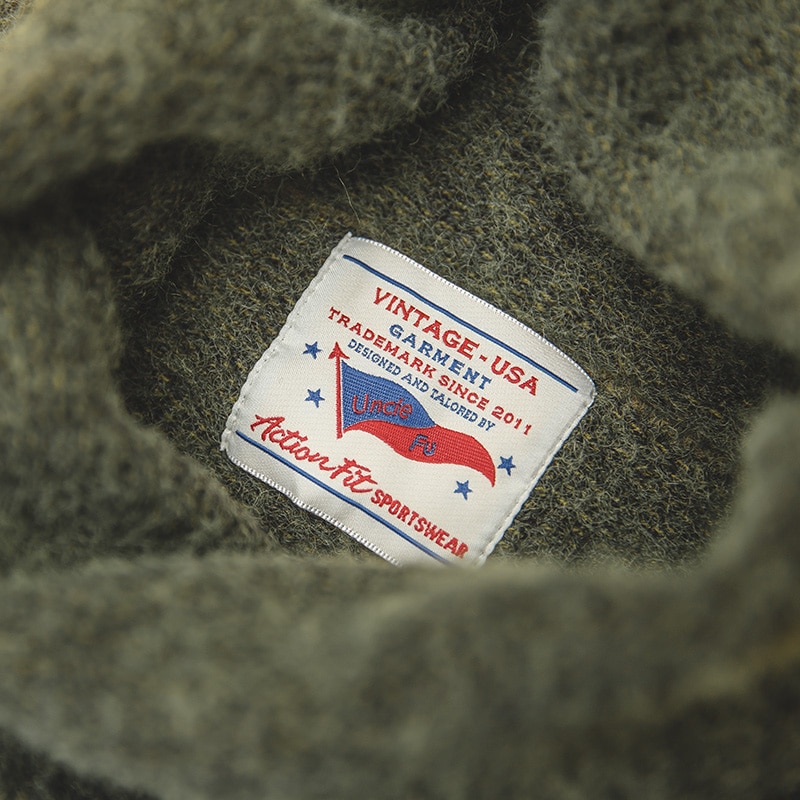 VINTAGE - USA
GARMENT
TRADEMARK SINCE 2011
DESIGNED AND TAILORED BY
Uncle
Fu
Action Fit SPORTSWEAR